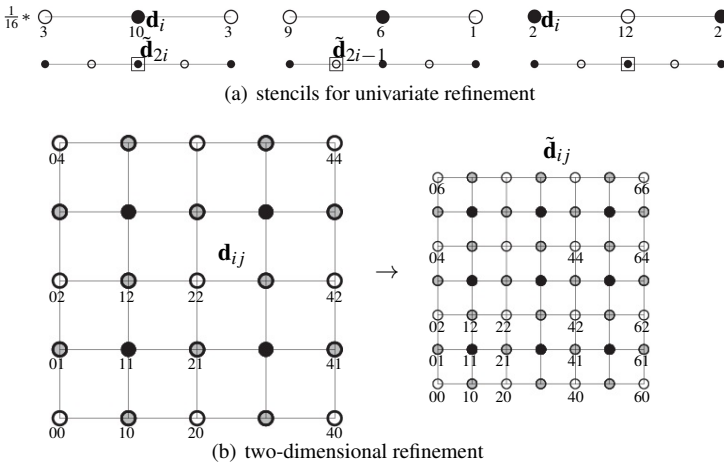 1/16 * 3 10 d_i 3 9 6 1 2 d_i 12 2
d̃_2i d̃_2i−1
(a) stencils for univariate refinement
04 44
d̃_ij
06 66
d_ij
04 44 64
02 12 22 42
02 12 22 42 62
01 11 21 41
01 11 21 41 61
00 10 20 40
00 10 20 40 60
(b) two-dimensional refinement
→